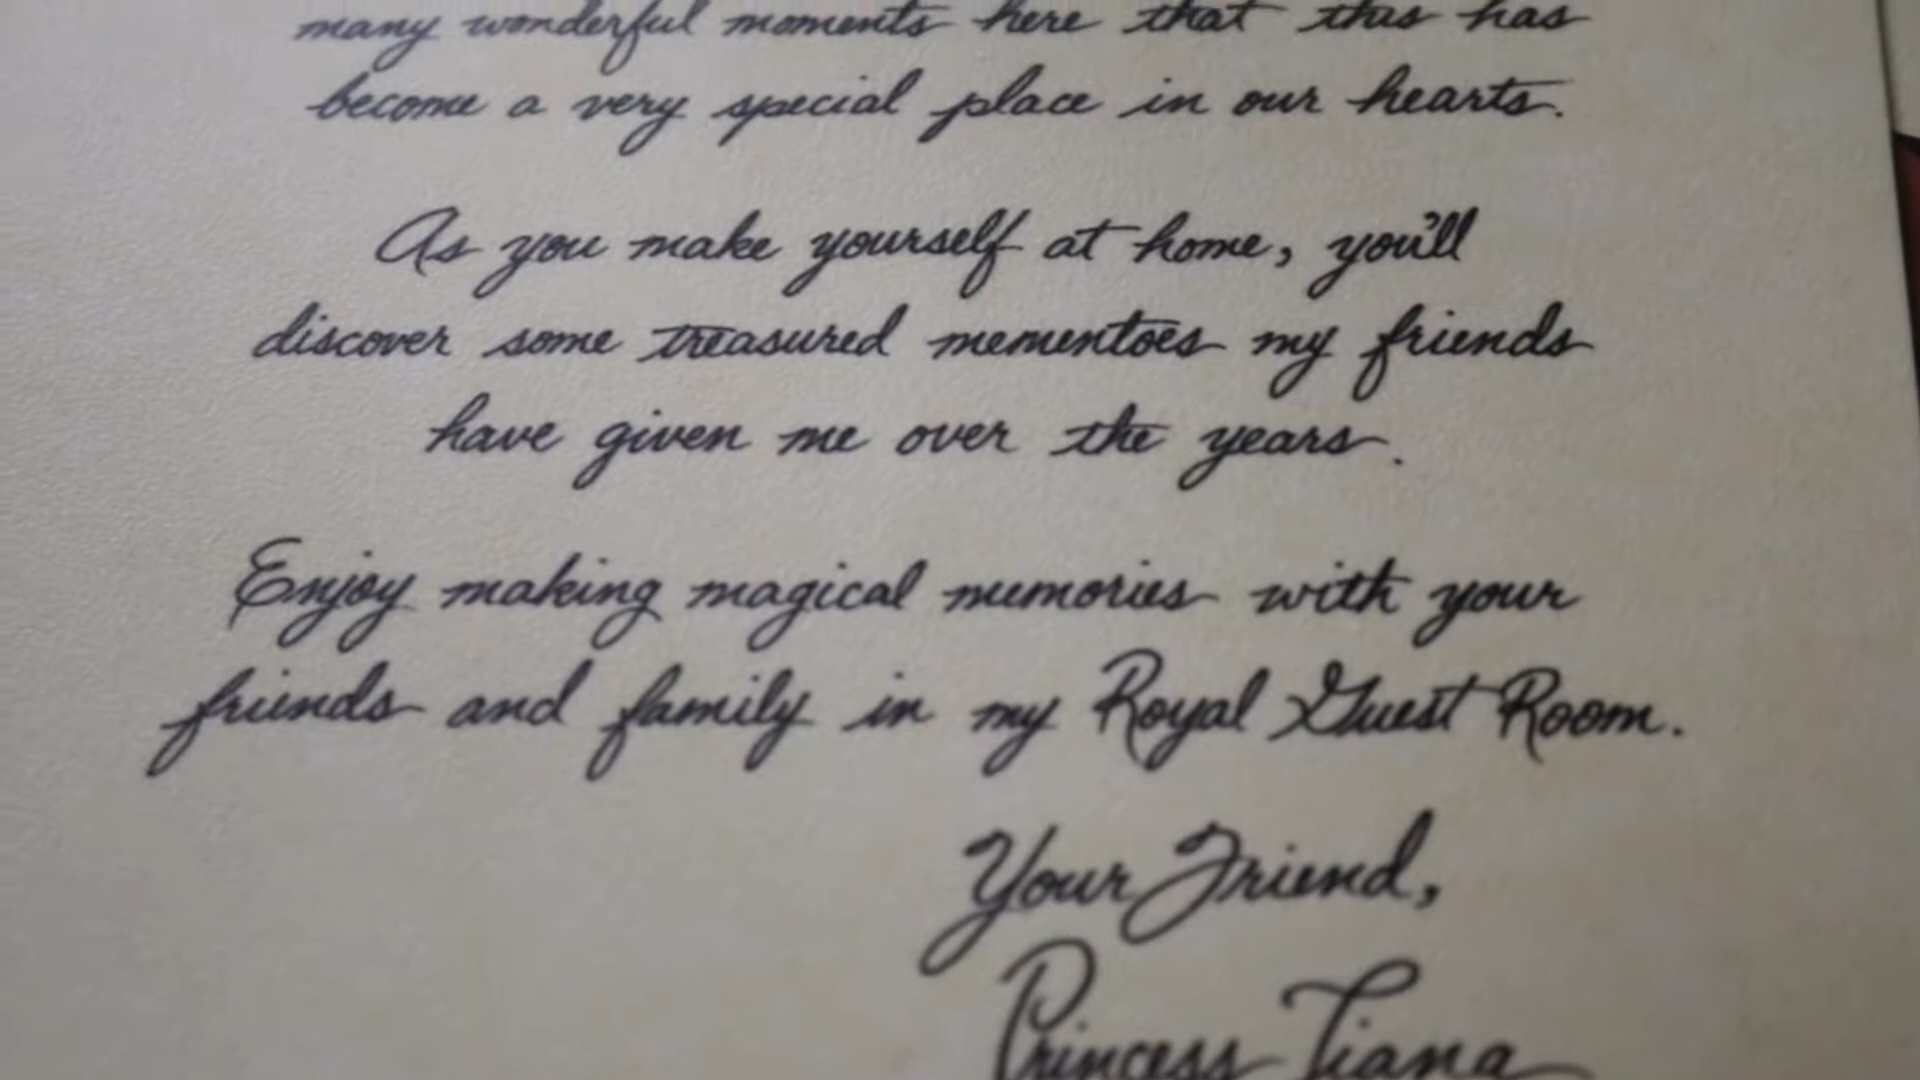 many wonderful moments here that this has
become a very special place in our hearts.
As you make yourself at home, you'll
discover some treasured mementoes my friends
have given me over the years.
Enjoy making magical memories with your
friends and family in my Royal Guest Room.
Your Friend,
Princess Tiana